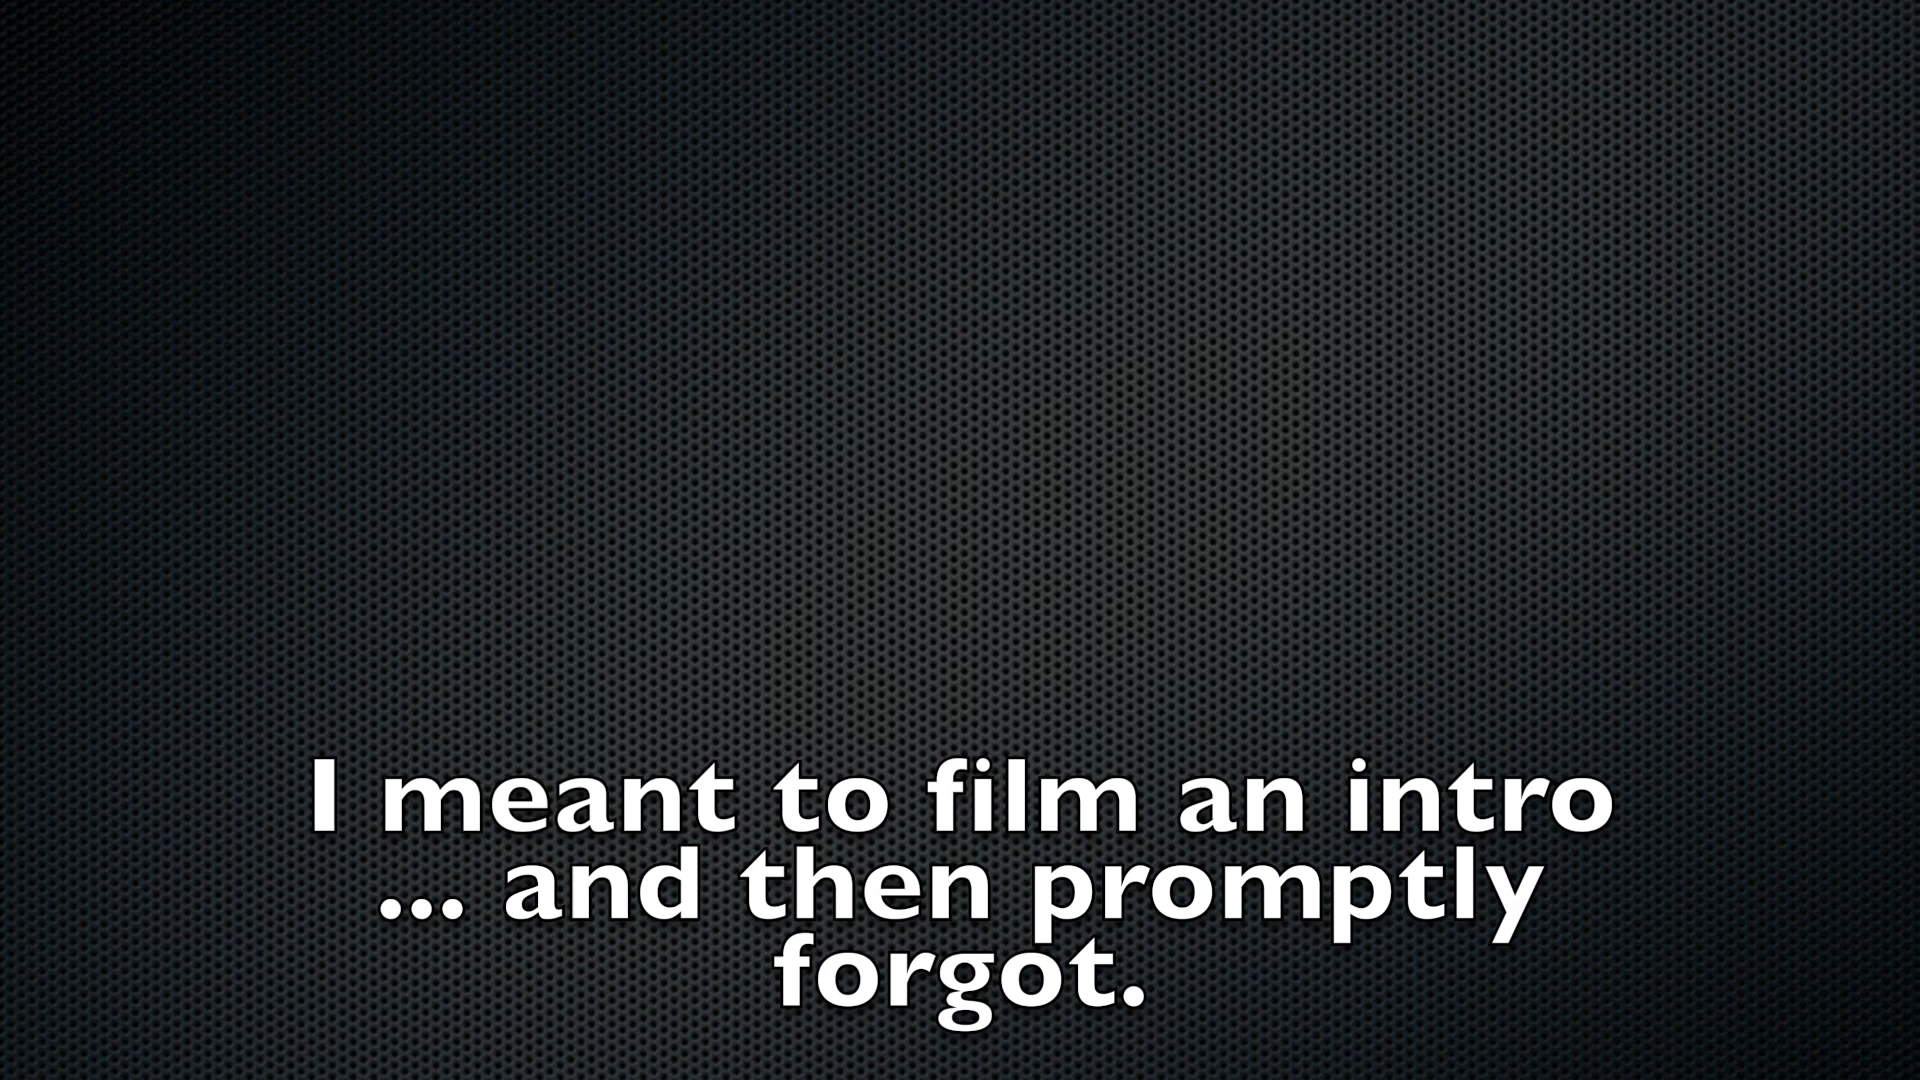 I meant to film an intro
... and then promptly
forgot.